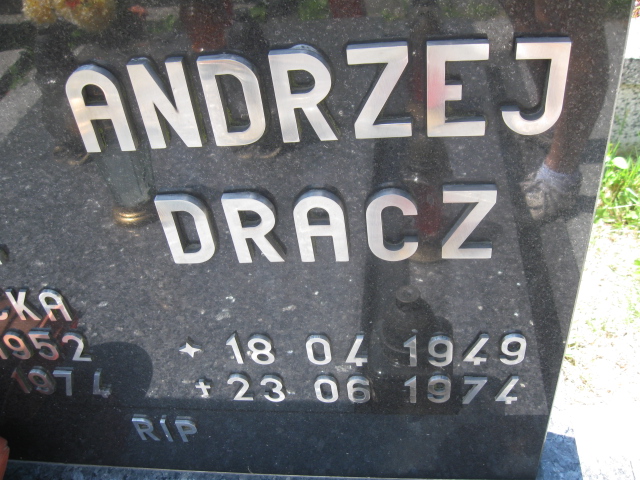 ANDRZEJ
DRACZ
CKA
1952
1974
18 04 1949
+ 23 06 1974
RIP